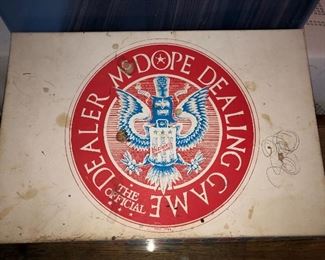 DEALER McDOPE DEALING GAME
THE
OFFICIAL